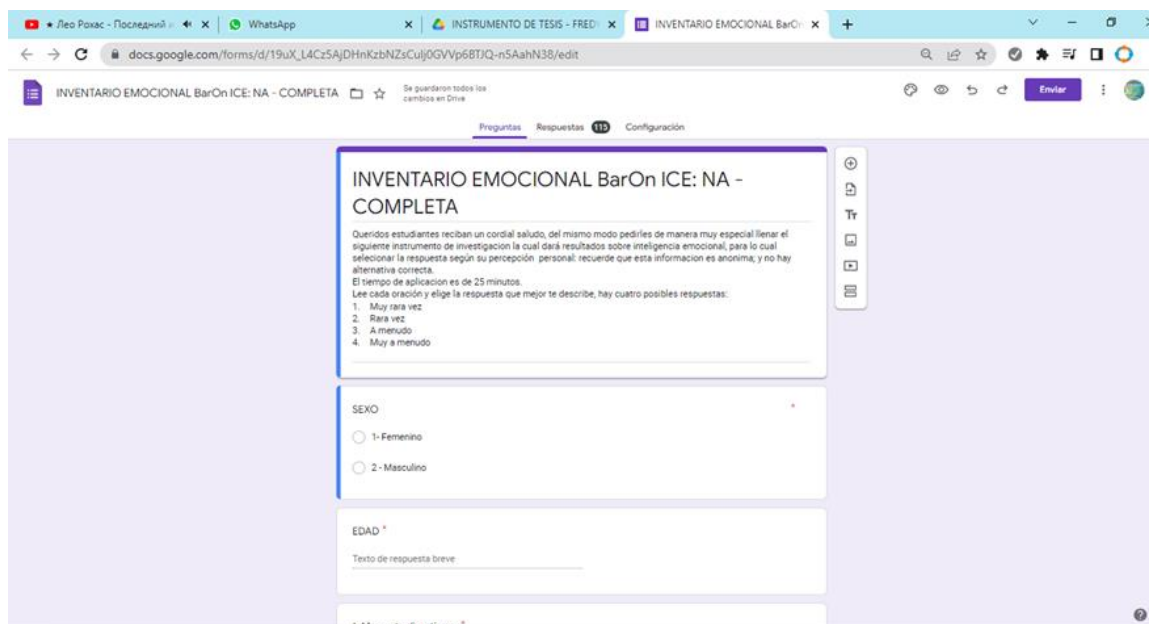 ★ Лео Рохас - Последний
WhatsApp
INSTRUMENTO DE TESIS - FRED
INVENTARIO EMOCIONAL BarOn
docs.google.com/forms/d/19uX_L4Cz5AjDHnKzbNZsCulj0GVVp6BTJQ-n5AahN38/edit
INVENTARIO EMOCIONAL BarOn ICE: NA - COMPLETA
Se guardaron todos los
cambios en Drive
Enviar
Preguntas Respuestas 115 Configuración
INVENTARIO EMOCIONAL BarOn ICE: NA -
COMPLETA
Queridos estudiantes reciban un cordial saludo, del mismo modo pedirles de manera muy especial llenar el
siguiente instrumento de investigacion la cual dará resultados sobre inteligencia emocional, para lo cual
selecionar la respuesta según su percepción personal: recuerde que esta informacion es anonima; y no hay
alternativa correcta.
El tiempo de aplicacion es de 25 minutos.
Lee cada oración y elige la respuesta que mejor te describe, hay cuatro posibles respuestas:
1. Muy rara vez
2. Rara vez
3. A menudo
4. Muy a menudo
SEXO *
1- Femenino
2 - Masculino
EDAD *
Texto de respuesta breve